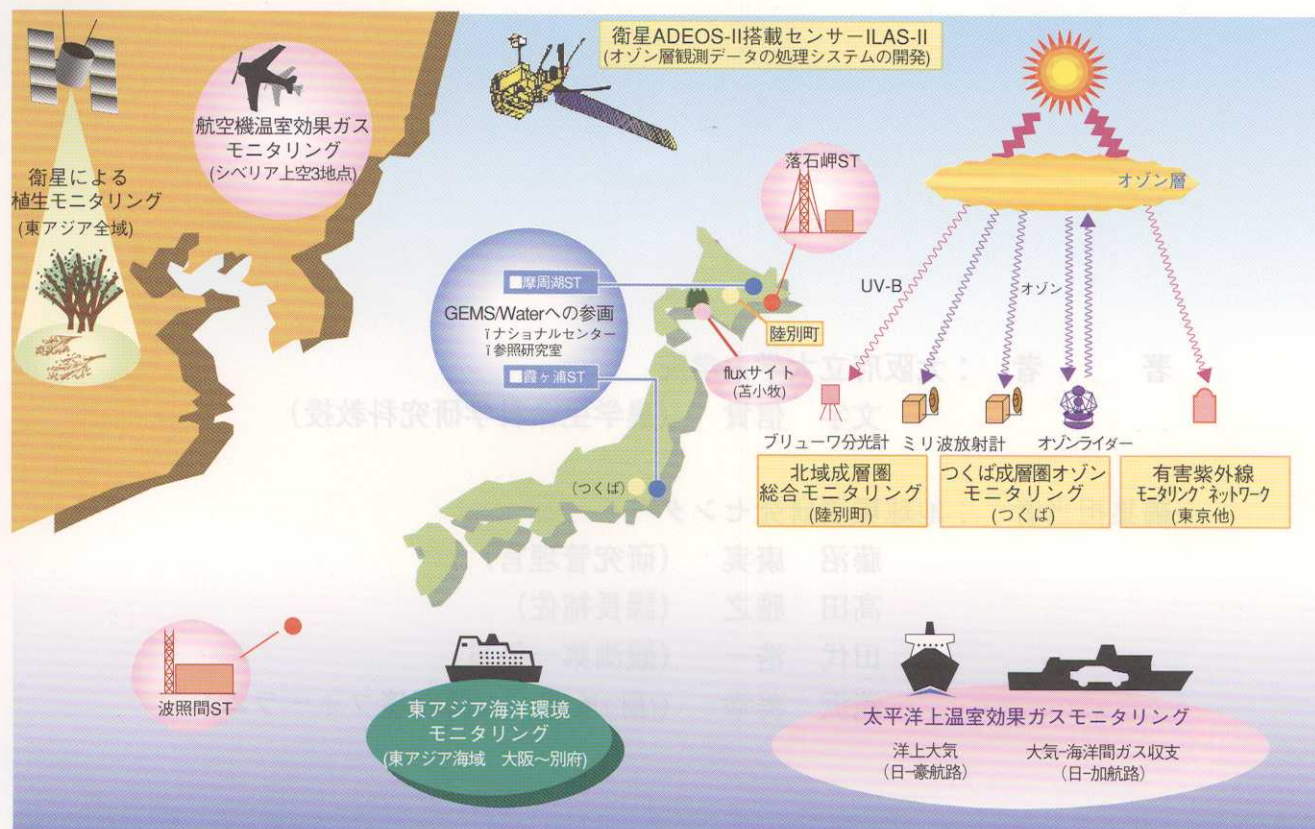 衛星ADEOS-II搭載センサーILAS-II
(オゾン層観測データの処理システムの開発)
航空機温室効果ガス
モニタリング
(シベリア上空3地点)
衛星による
植生モニタリング
(東アジア全域)
落石岬ST
オゾン層
■摩周湖ST
GEMS/Waterへの参画
ïナショナルセンター
ï参照研究室
■霞ヶ浦ST
陸別町
fluxサイト
(苫小牧)
(つくば)
UV-B
オゾン
ブリューワ分光計
ミリ波放射計
オゾンライダー
北域成層圏
総合モニタリング
(陸別町)
つくば成層圏オゾン
モニタリング
(つくば)
有害紫外線
モニタリングネットワーク
(東京他)
波照間ST
東アジア海洋環境
モニタリング
(東アジア海域 大阪～別府)
太平洋上温室効果ガスモニタリング
洋上大気
(日−豪航路)
大気-海洋間ガス収支
(日−加航路)